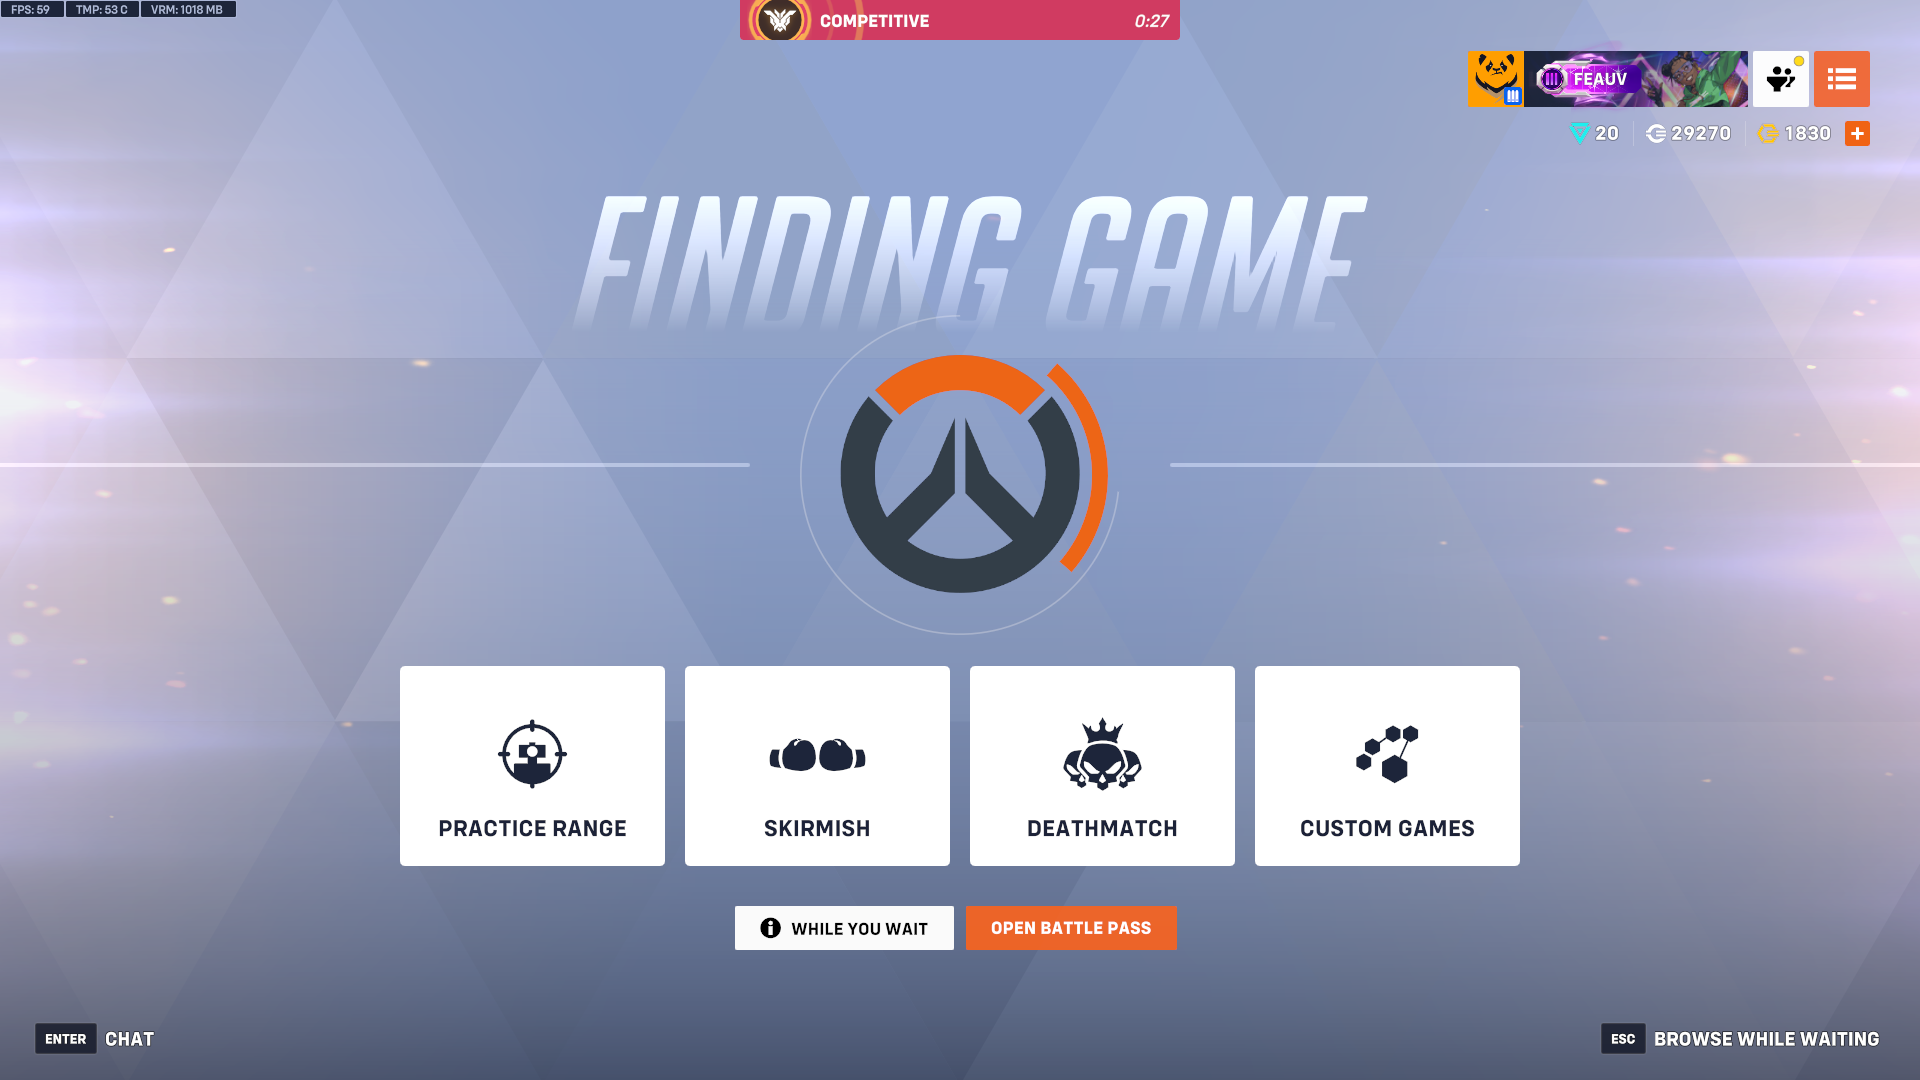 FPS: 59 TMP: 53 C VRM: 1018 MB
COMPETITIVE 0:27
FEAUV
20 29270 1830 +
FINDING GAME
PRACTICE RANGE
SKIRMISH
DEATHMATCH
CUSTOM GAMES
WHILE YOU WAIT
OPEN BATTLE PASS
ENTER CHAT
ESC BROWSE WHILE WAITING